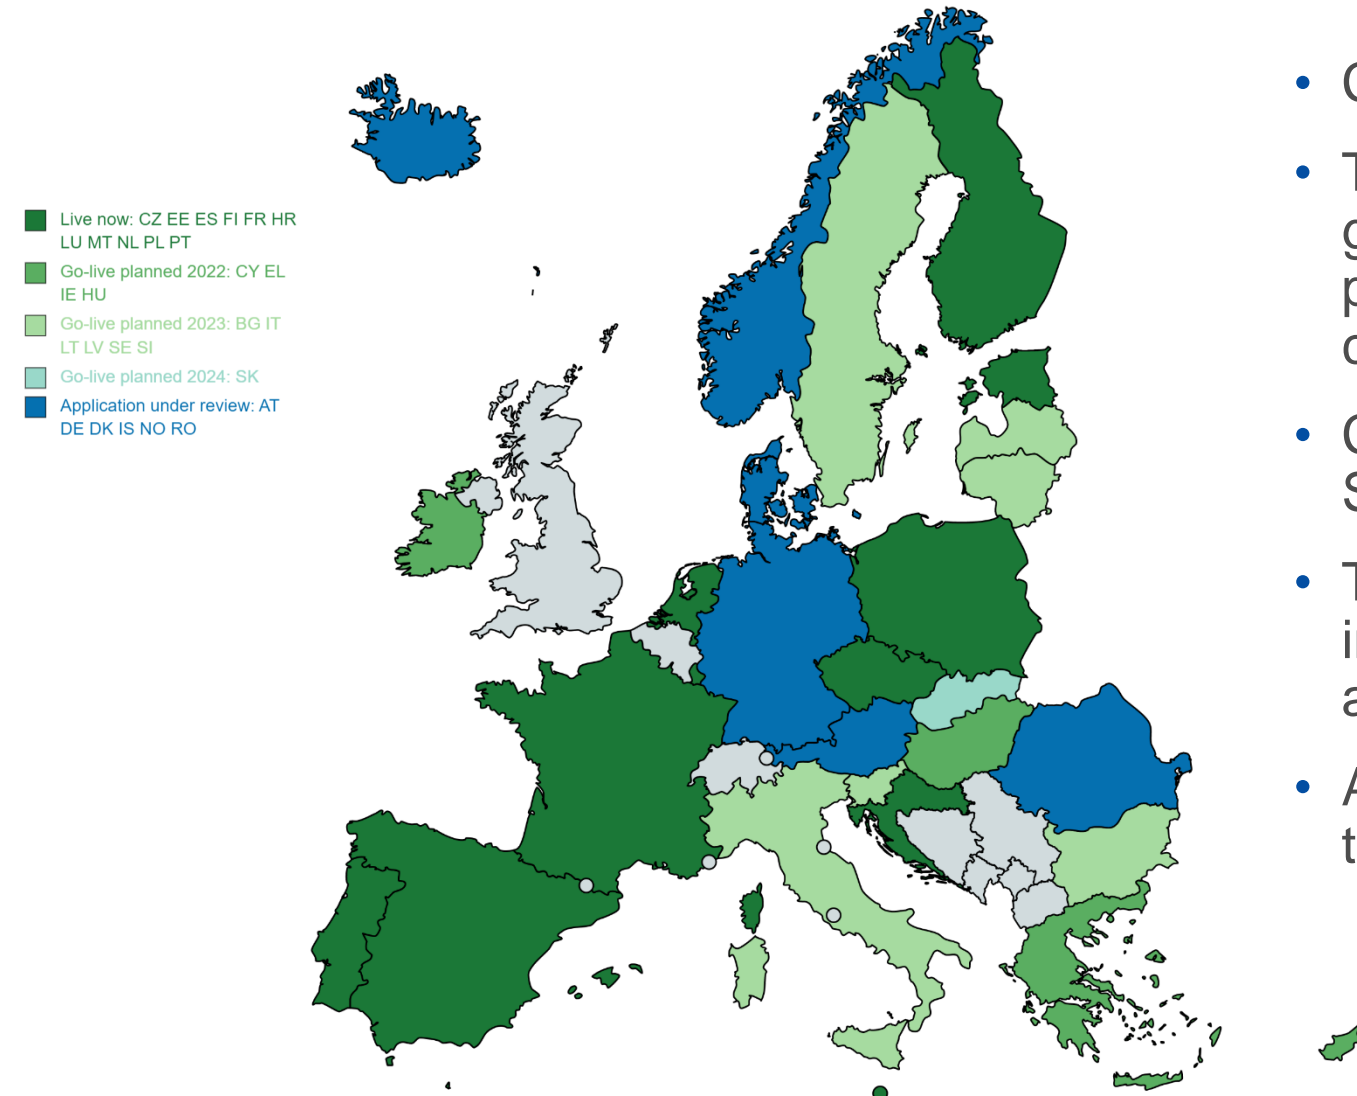 Live now: CZ EE ES FI FR HR
LU MT NL PL PT
Go-live planned 2022: CY EL
IE HU
Go-live planned 2023: BG IT
LT LV SE SI
Go-live planned 2024: SK
Application under review: AT
DE DK IS NO RO